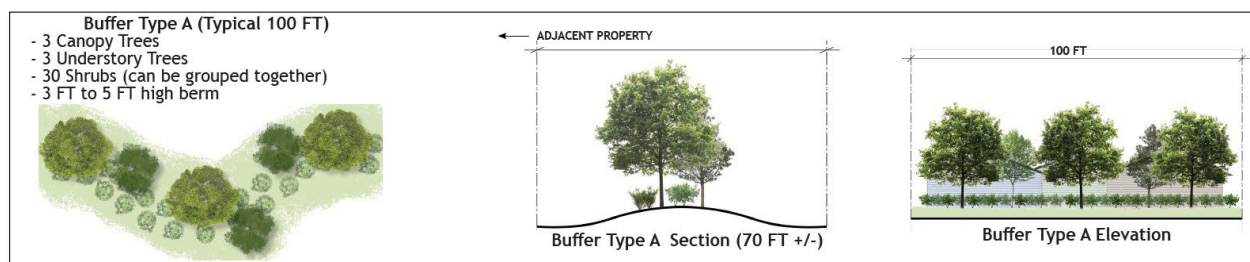 Buffer Type A (Typical 100 FT)
- 3 Canopy Trees
- 3 Understory Trees
- 30 Shrubs (can be grouped together)
- 3 FT to 5 FT high berm
ADJACENT PROPERTY
Buffer Type A Section (70 FT +/-)
100 FT
Buffer Type A Elevation